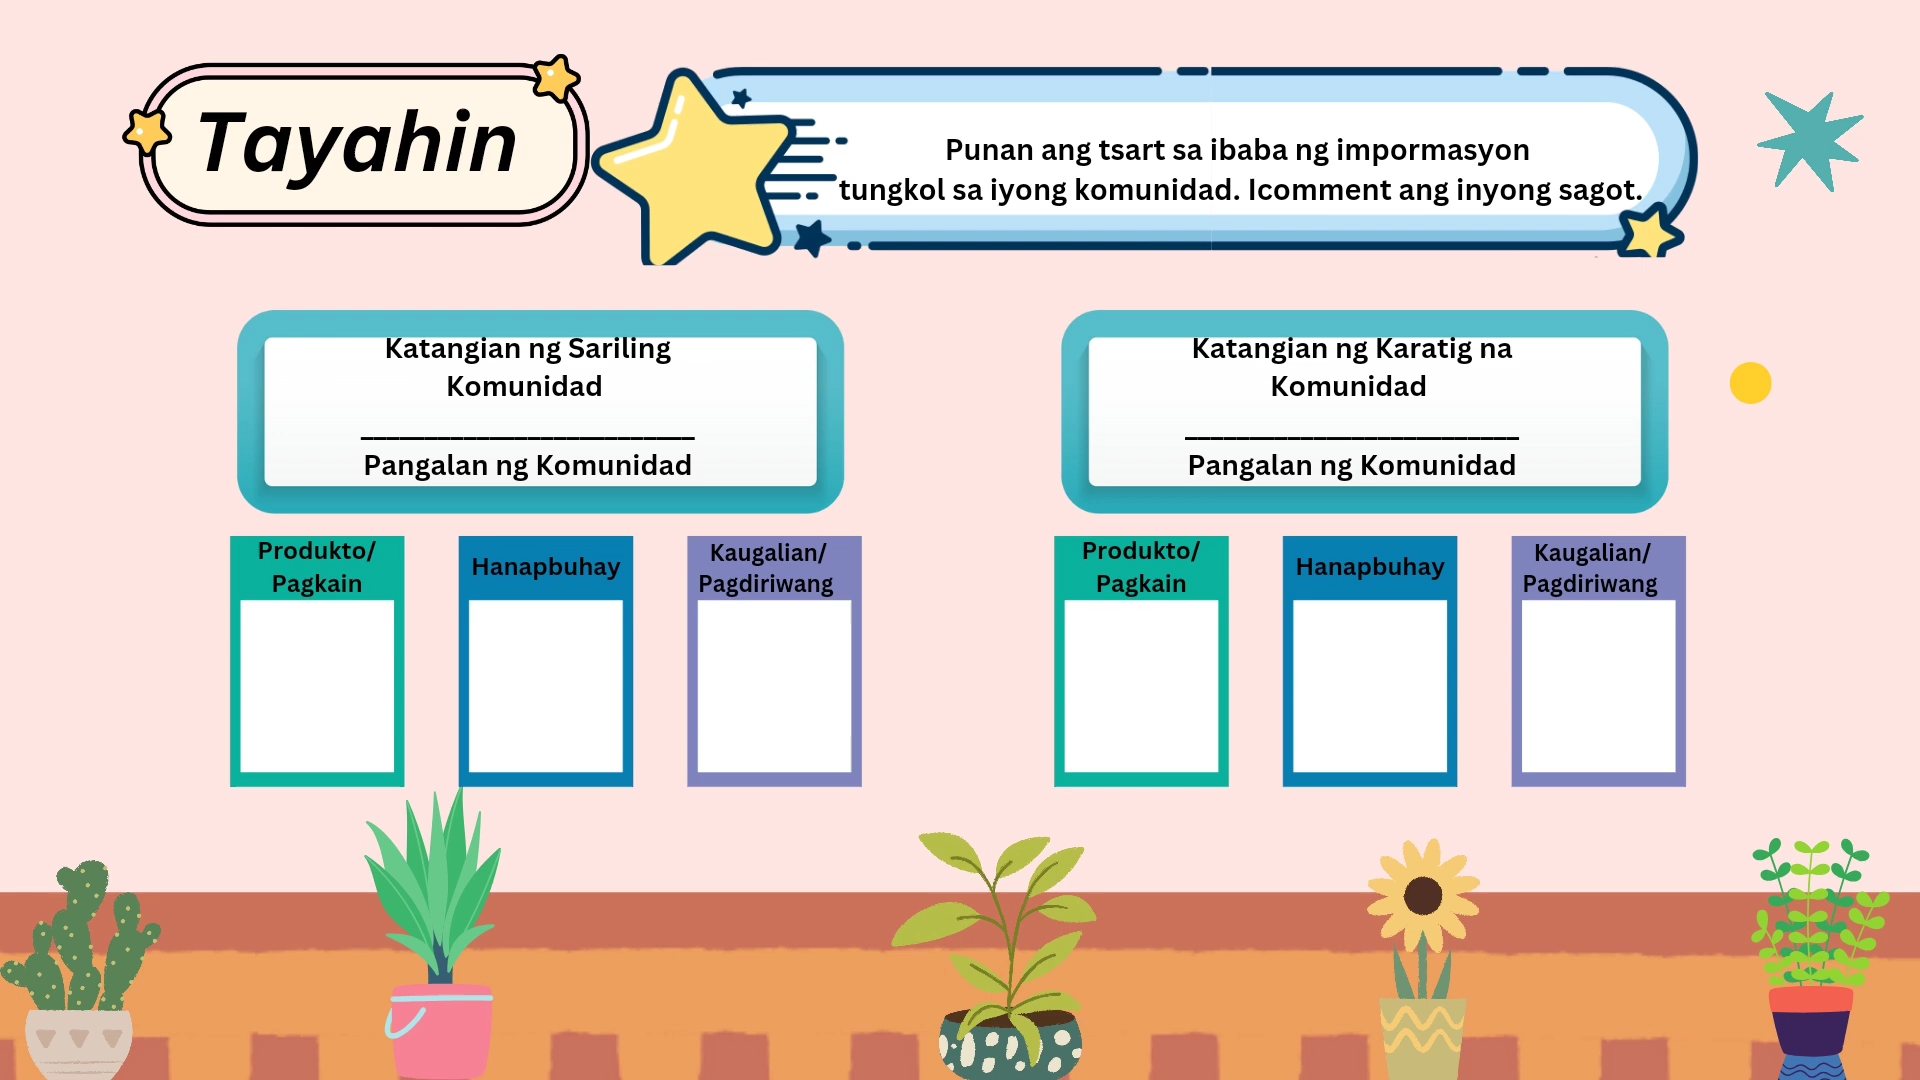 Tayahin
Punan ang tsart sa ibaba ng impormasyon
tungkol sa iyong komunidad. Icomment ang inyong sagot.
Katangian ng Sariling
Komunidad
__________________________
Pangalan ng Komunidad
Produkto/
Pagkain
Hanapbuhay
Kaugalian/
Pagdiriwang
Katangian ng Karatig na
Komunidad
__________________________
Pangalan ng Komunidad
Produkto/
Pagkain
Hanapbuhay
Kaugalian/
Pagdiriwang